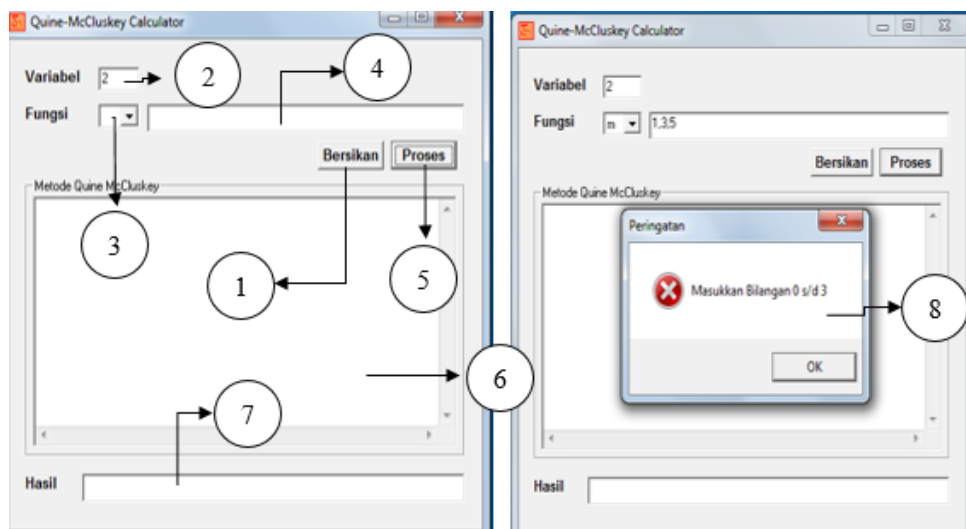 Quine-McCluskey Calculator
Variabel 2
2
4
Fungsi
Bersikan Proses
Metode Quine McCluskey
3
1
5
6
7
Hasil
Quine-McCluskey Calculator
Variabel 2
Fungsi m 1,3,5
Bersikan Proses
Metode Quine McCluskey
Peringatan
Masukkan Bilangan 0 s/d 3
8
OK
Hasil